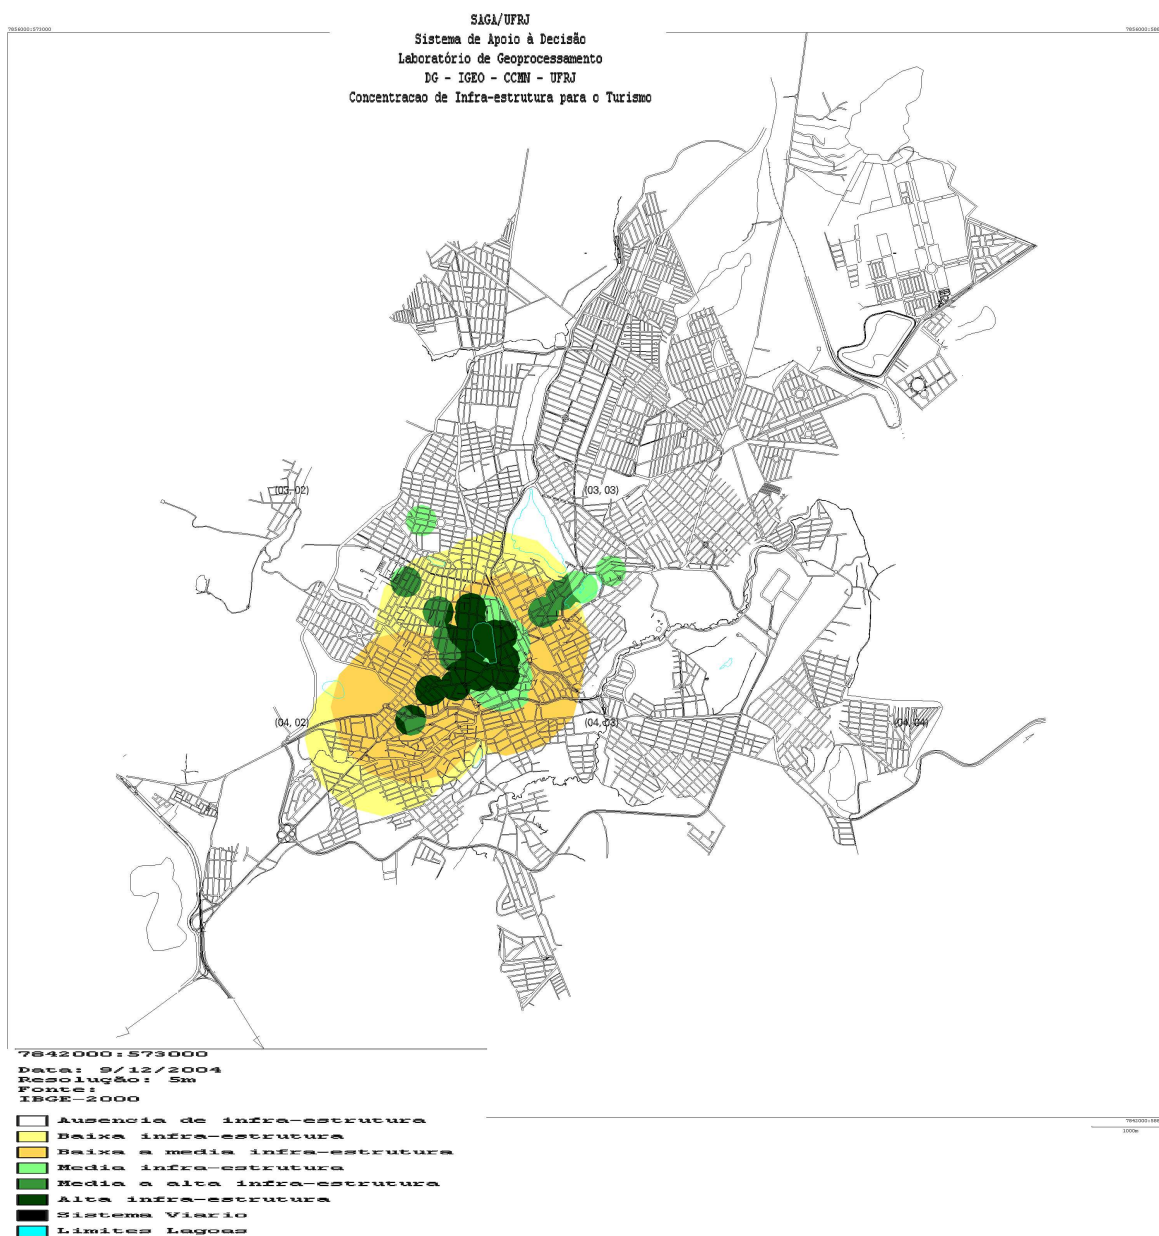 SAGA/UFRJ
Sistema de Apoio à Decisão
Laboratório de Geoprocessamento
DG - IGEO - CCMN - UFRJ
Concentracao de Infra-estrutura para o Turismo
7856000:573000
(03, 02)
(03, 03)
(04, 02)
(04, 03)
(04, 04)
7842000:573000
Data: 9/12/2004
Resolução: 5m
Fonte:
IBGE-2000
Ausencia de infra-estrutura
Baixa infra-estrutura
Baixa a media infra-estrutura
Media infra-estrutura
Media a alta infra-estrutura
Alta infra-estrutura
Sistema Viario
Limites Lagoas
1000m